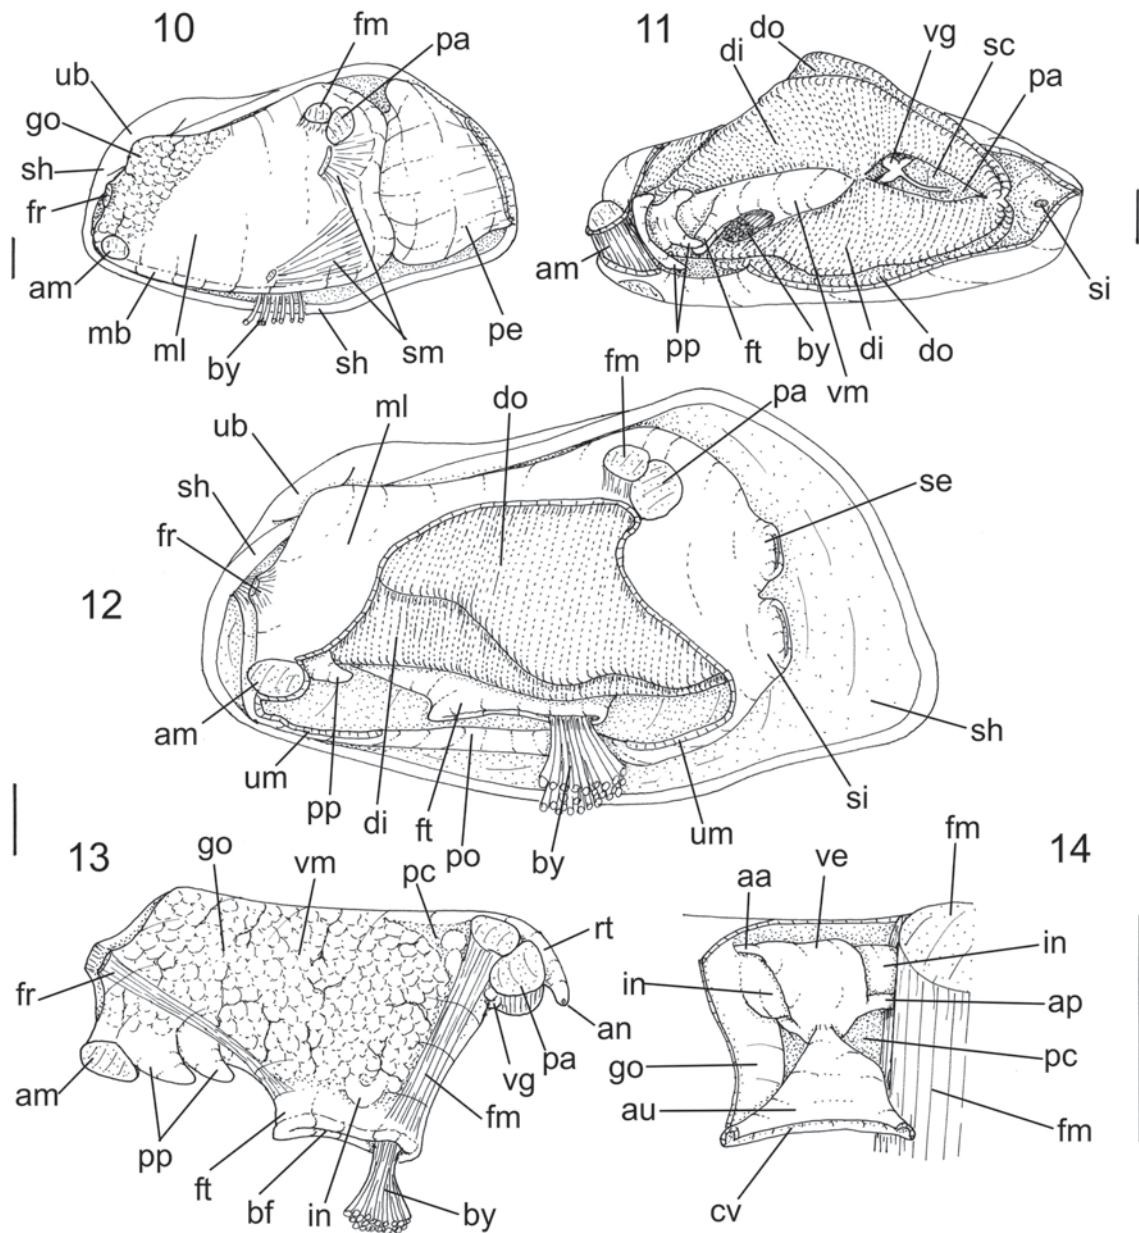 10
fm
pa
ub
go
sh
fr
am
mb
ml
by
sh
sm
pe
11
do
di
vg
sc
pa
am
pp
ft
by
vm
di
do
si
12
ub
ml
do
fm
pa
sh
fr
se
am
um
pp
di
ft
po
by
um
si
sh
13
go
vm
pc
rt
fr
am
pp
ft
bf
in
by
fm
vg
pa
an
14
aa
ve
fm
in
in
ap
go
pc
au
fm
cv